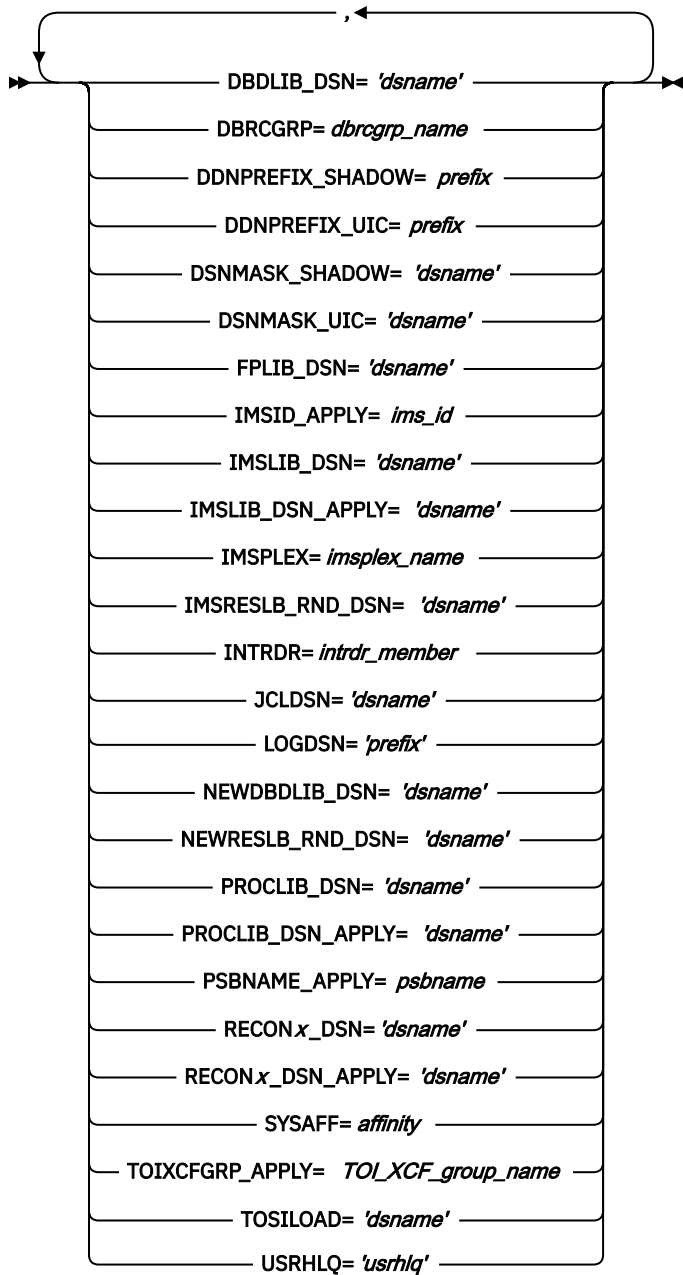 ,
DBDLIB_DSN= 'dsname'
DBRCGRP= dbrcgrp_name
DDNPREFIX_SHADOW= prefix
DDNPREFIX_UIC= prefix
DSNMASK_SHADOW= 'dsname'
DSNMASK_UIC= 'dsname'
FPLIB_DSN= 'dsname'
IMSID_APPLY= ims_id
IMSLIB_DSN= 'dsname'
IMSLIB_DSN_APPLY= 'dsname'
IMSPLEX= imsplex_name
IMSRESLB_RND_DSN= 'dsname'
INTRDR= intrdr_member
JCLDSN= 'dsname'
LOGDSN= 'prefix'
NEWDBDLIB_DSN= 'dsname'
NEWRESLB_RND_DSN= 'dsname'
PROCLIB_DSN= 'dsname'
PROCLIB_DSN_APPLY= 'dsname'
PSBNAME_APPLY= psbname
RECONx_DSN= 'dsname'
RECONx_DSN_APPLY= 'dsname'
SYSAFF= affinity
TOIXCFGRP_APPLY= TOI_XCF_group_name
TOSILOAD= 'dsname'
USRHLQ= 'usrhlq'